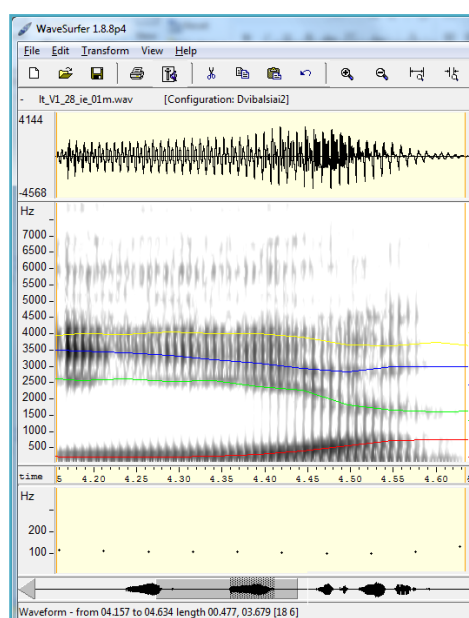 WaveSurfer 1.8.8p4
File Edit Transform View Help
- lt_V1_28_ie_01m.wav [Configuration: Dvibalsiai2]
4144
-4568
Hz
7000
6500
6000
5500
5000
4500
4000
3500
3000
2500
2000
1500
1000
500
time 5 4.20 4.25 4.30 4.35 4.40 4.45 4.50 4.55 4.60
Hz
200
100
Waveform - from 04.157 to 04.634 length 00.477, 03.679 [18 6]